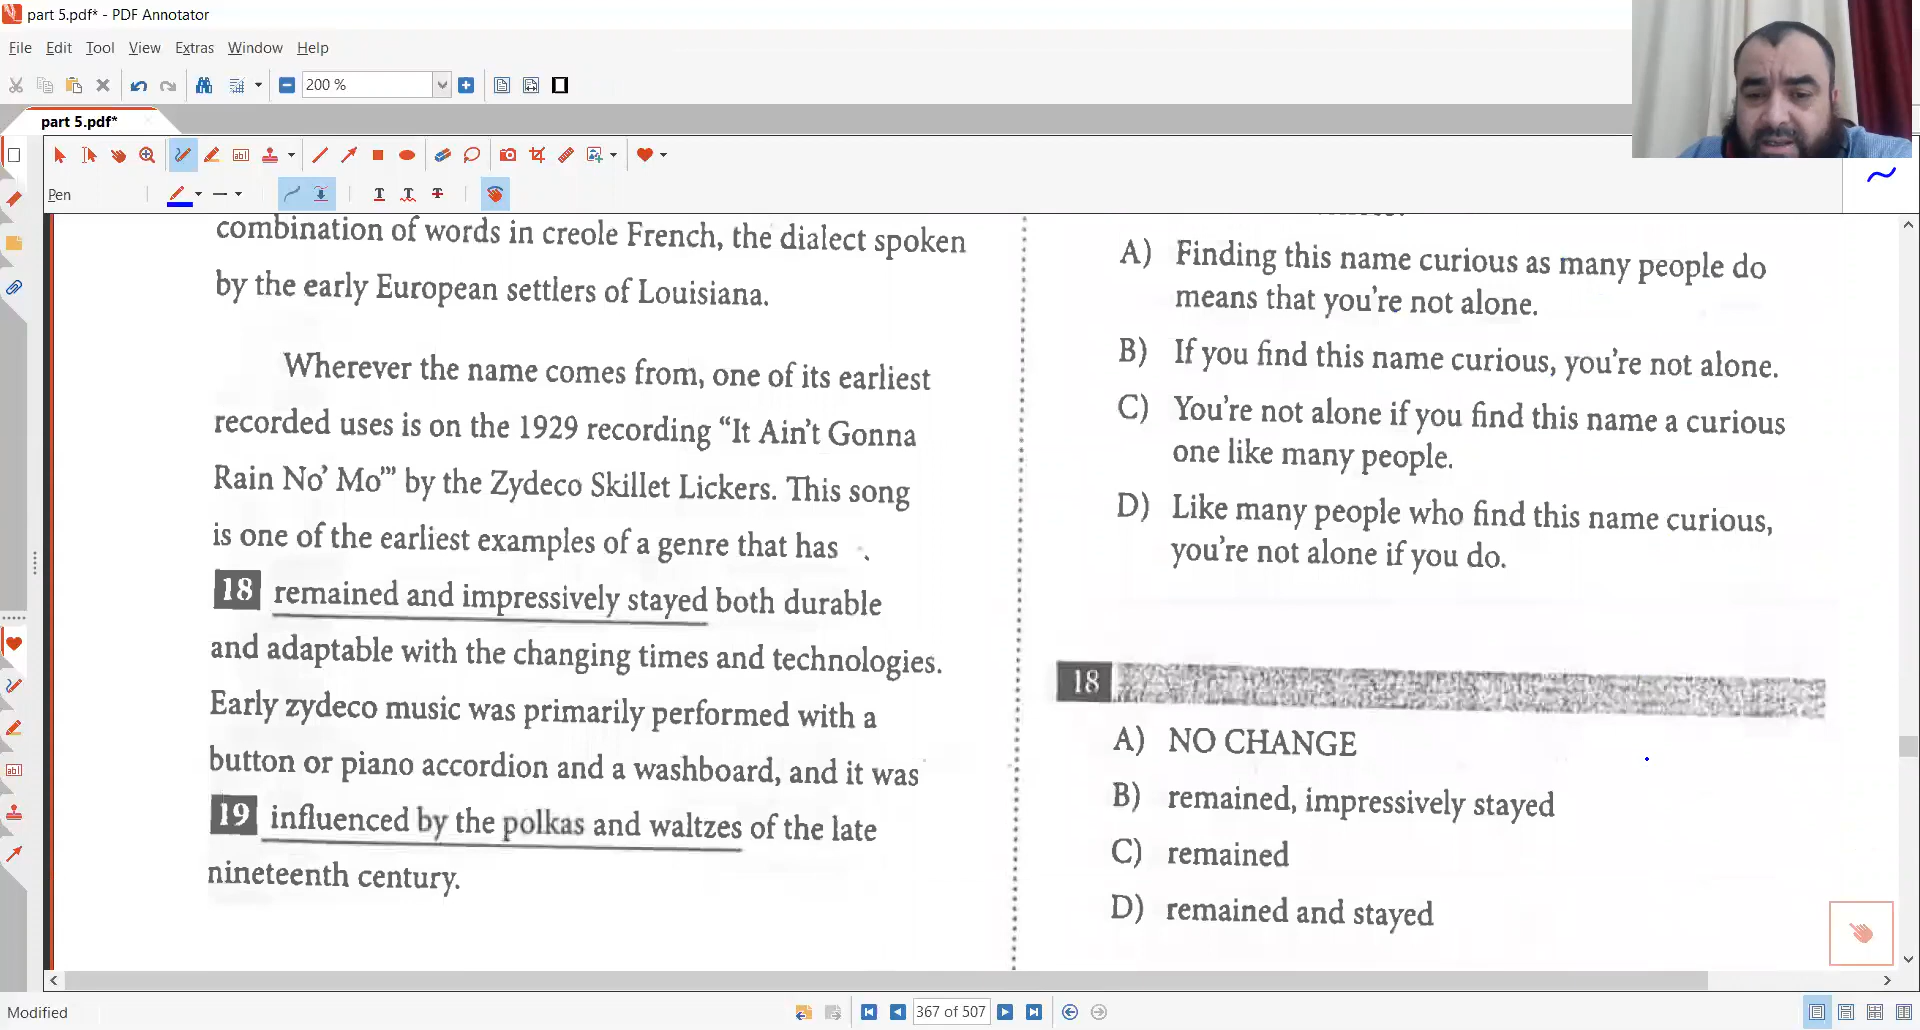 part 5.pdf* - PDF Annotator
File Edit Tool View Extras Window Help
200 %
part 5.pdf*
Pen
combination of words in creole French, the dialect spoken
by the early European settlers of Louisiana.
Wherever the name comes from, one of its earliest
recorded uses is on the 1929 recording “It Ain’t Gonna
Rain No’ Mo’” by the Zydeco Skillet Lickers. This song
is one of the earliest examples of a genre that has
18 remained and impressively stayed both durable
and adaptable with the changing times and technologies.
Early zydeco music was primarily performed with a
button or piano accordion and a washboard, and it was
19 influenced by the polkas and waltzes of the late
nineteenth century.
A) Finding this name curious as many people do
means that you’re not alone.
B) If you find this name curious, you’re not alone.
C) You’re not alone if you find this name a curious
one like many people.
D) Like many people who find this name curious,
you’re not alone if you do.
18
A) NO CHANGE
B) remained, impressively stayed
C) remained
D) remained and stayed
Modified
367 of 507